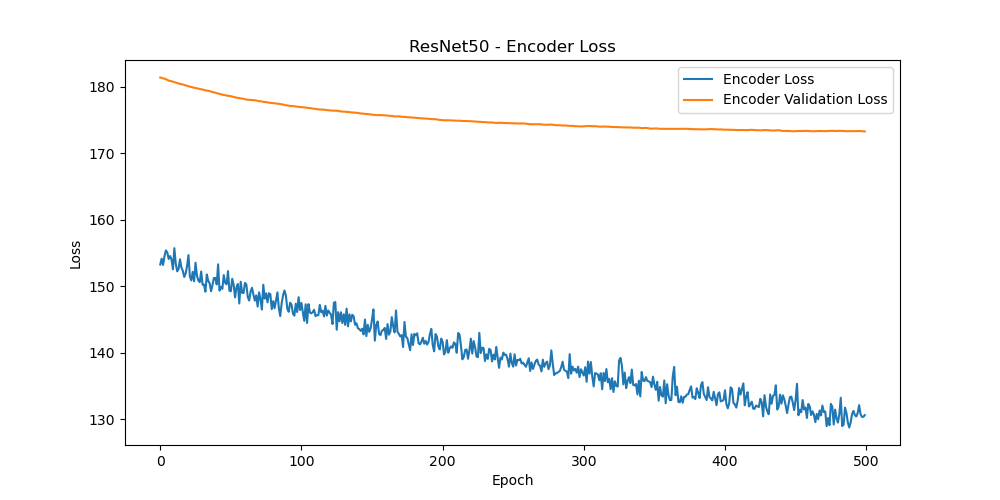 ResNet50 - Encoder Loss
Encoder Loss
Encoder Validation Loss
180
170
160
150
140
130
Loss
0 100 200 300 400 500
Epoch